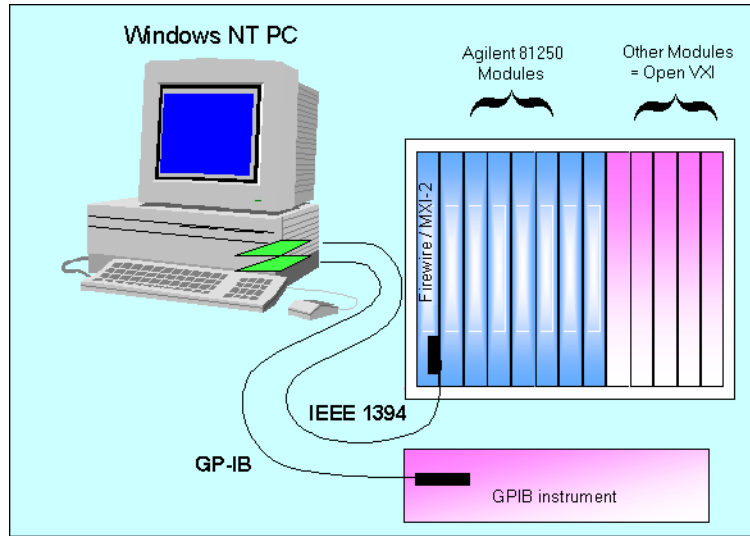 Windows NT PC
Agilent 81250
Modules
Other Modules
= Open VXI
Firewire / MXI-2
IEEE 1394
GP-IB
GPIB instrument